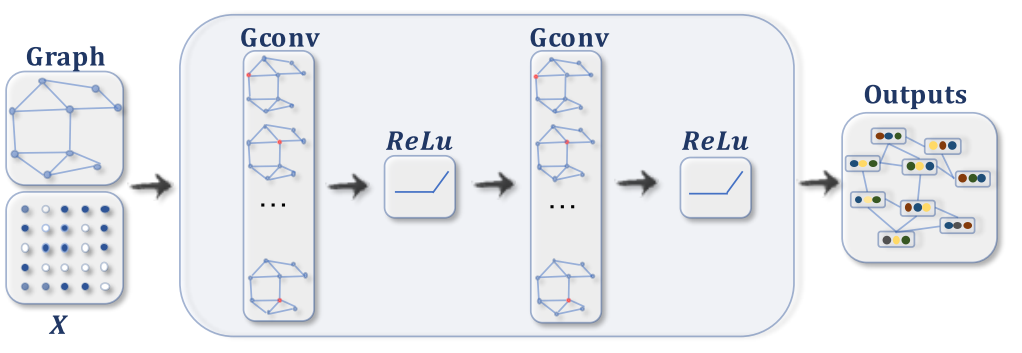 Graph
X
Gconv
...
ReLu
Gconv
...
ReLu
Outputs